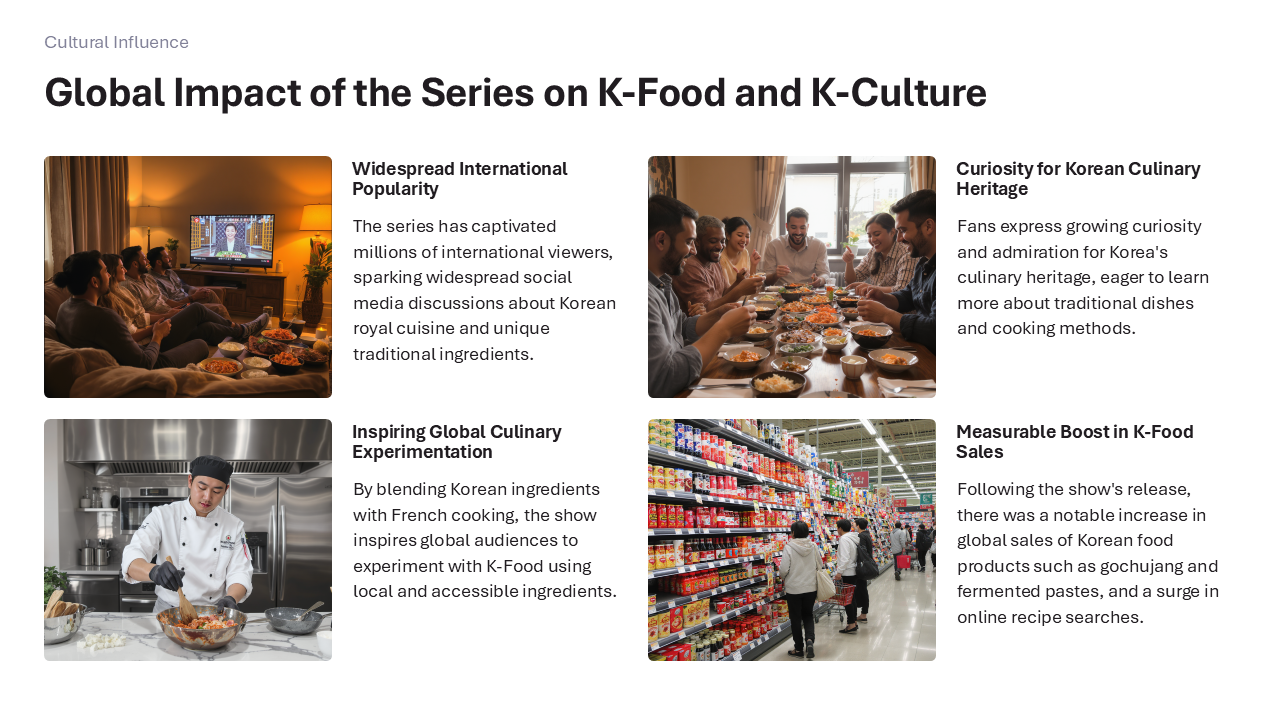 Cultural Influence
Global Impact of the Series on K-Food and K-Culture
Widespread International
Popularity
The series has captivated
millions of international viewers,
sparking widespread social
media discussions about Korean
royal cuisine and unique
traditional ingredients.
Curiosity for Korean Culinary
Heritage
Fans express growing curiosity
and admiration for Korea's
culinary heritage, eager to learn
more about traditional dishes
and cooking methods.
Inspiring Global Culinary
Experimentation
By blending Korean ingredients
with French cooking, the show
inspires global audiences to
experiment with K-Food using
local and accessible ingredients.
Measurable Boost in K-Food
Sales
Following the show's release,
there was a notable increase in
global sales of Korean food
products such as gochujang and
fermented pastes, and a surge in
online recipe searches.